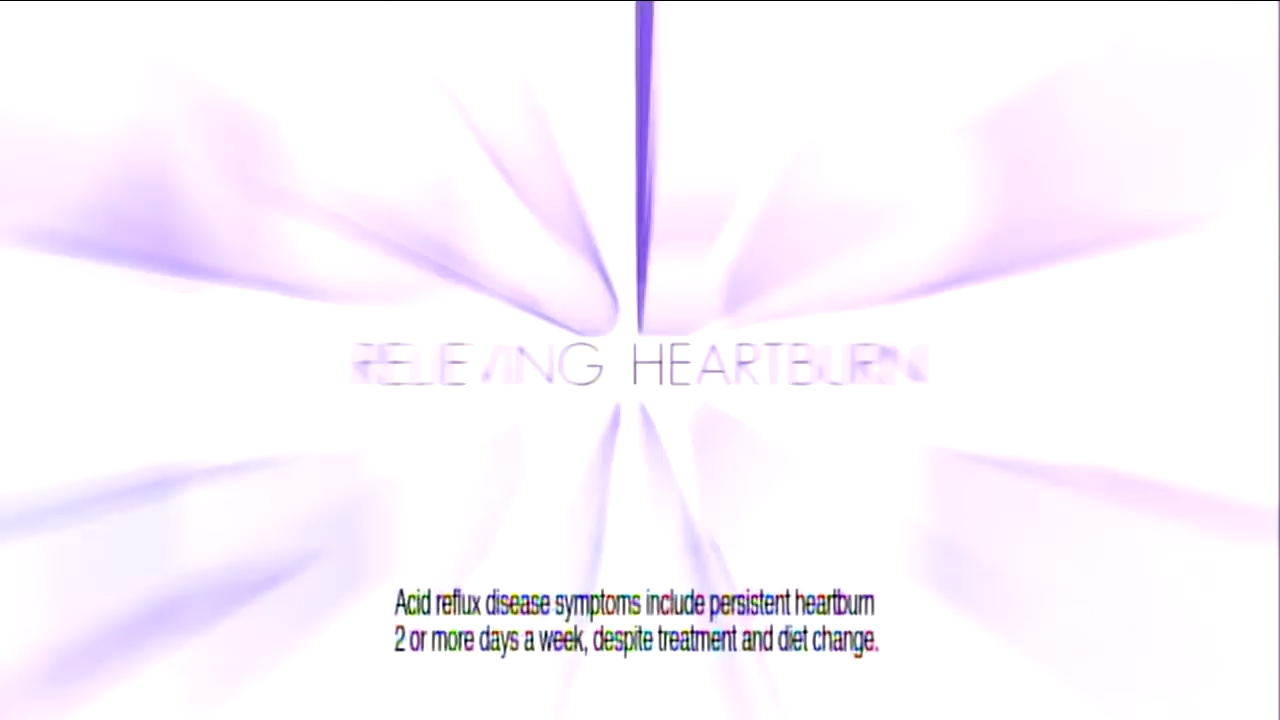 RELIEVING HEARTBURN
Acid reflux disease symptoms include persistent heartburn
2 or more days a week, despite treatment and diet change.